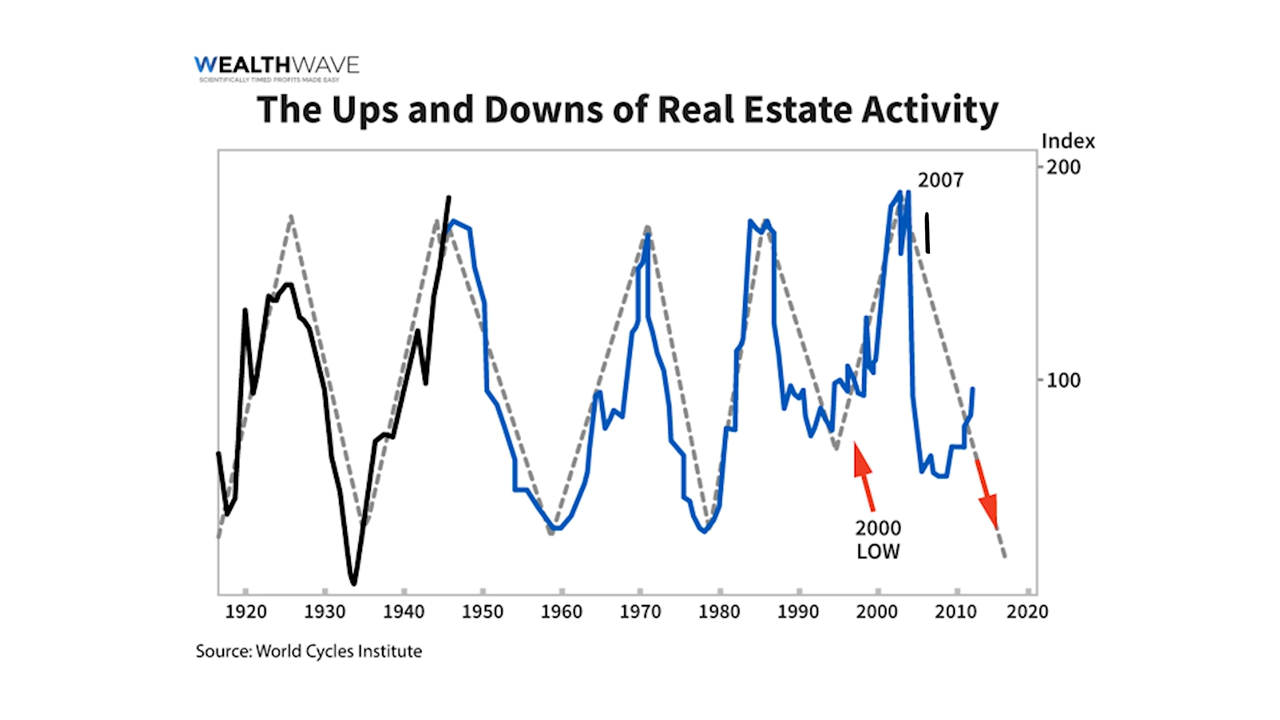 WEALTHWAVE
SCIENTIFICALLY TIMED PROFITS MADE EASY
The Ups and Downs of Real Estate Activity
Index
200
2007
100
2000
LOW
1920 1930 1940 1950 1960 1970 1980 1990 2000 2010 2020
Source: World Cycles Institute